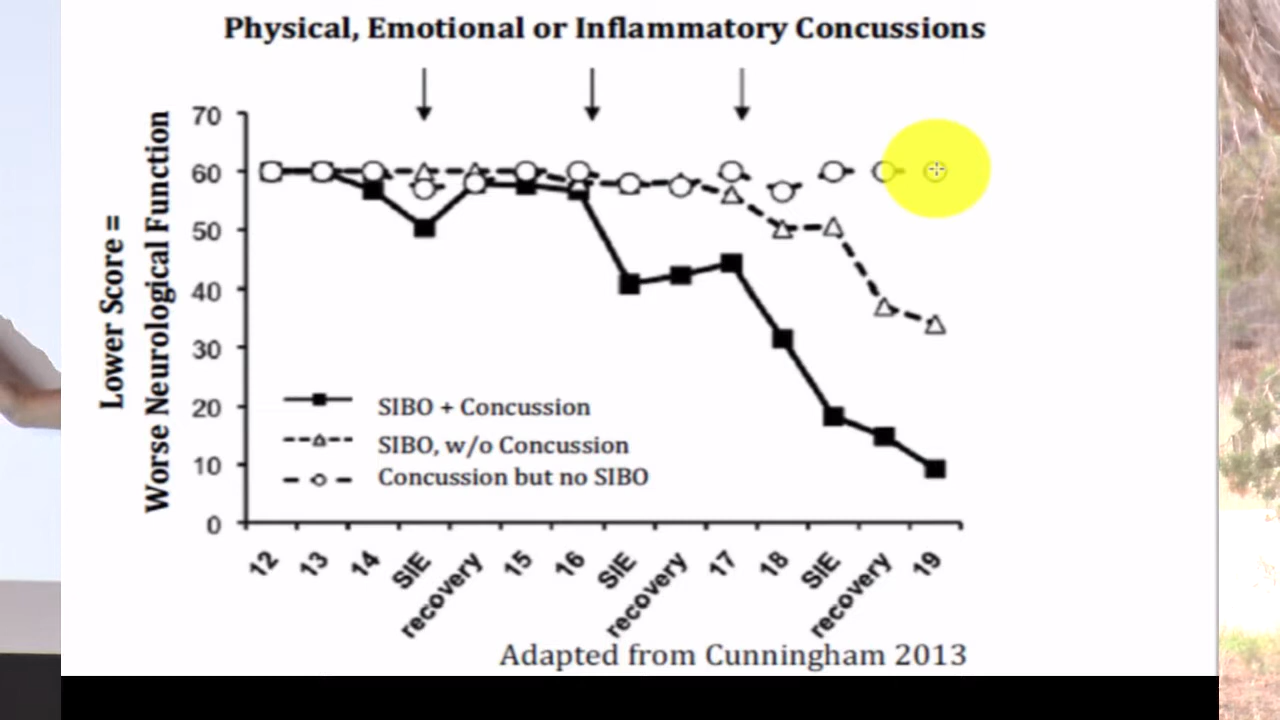 Physical, Emotional or Inflammatory Concussions
Lower Score =
Worse Neurological Function
70
60
50
40
30
20
10
0
SIBO + Concussion
SIBO, w/o Concussion
Concussion but no SIBO
12
13
14
SIE
recovery
15
16
SIE
recovery
17
18
SIE
recovery
19
Adapted from Cunningham 2013